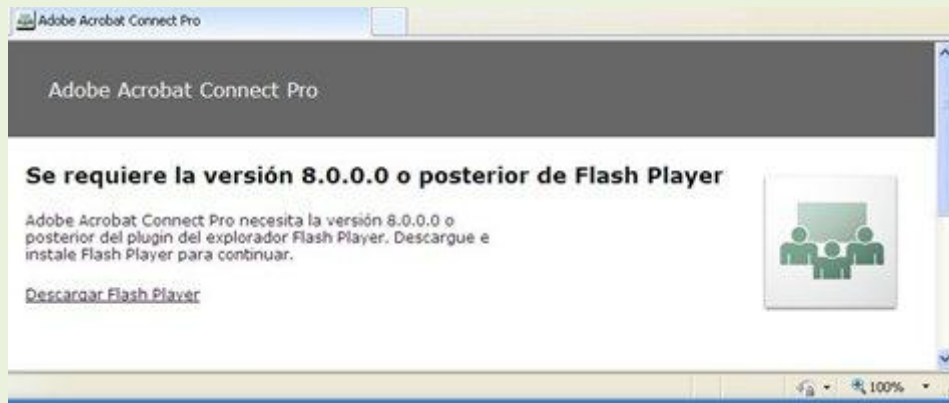 Adobe Acrobat Connect Pro
Adobe Acrobat Connect Pro
Se requiere la versión 8.0.0.0 o posterior de Flash Player
Adobe Acrobat Connect Pro necesita la versión 8.0.0.0 o
posterior del plugin del explorador Flash Player. Descargue e
instale Flash Player para continuar.
Descargar Flash Player
100%